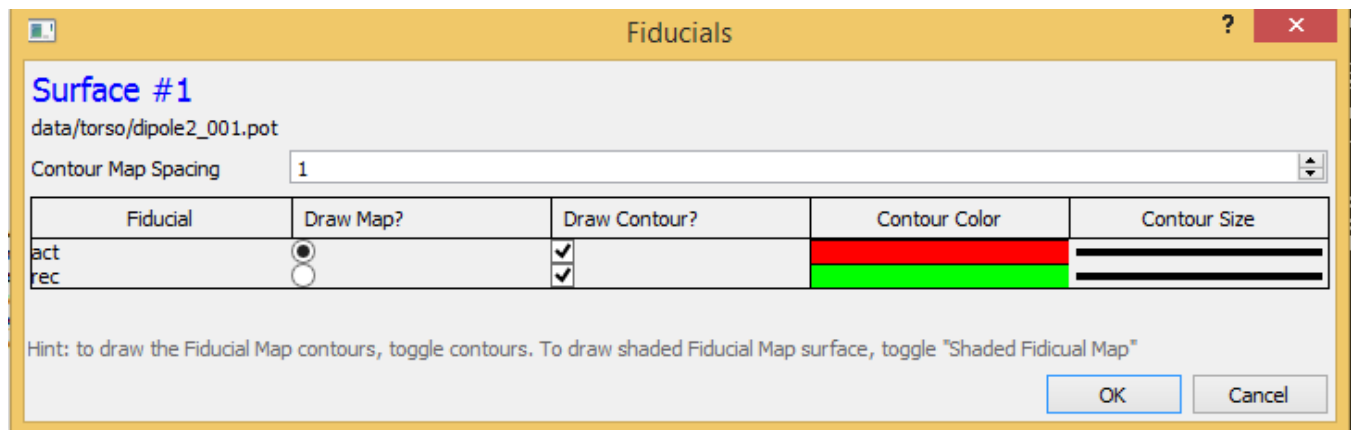 Fiducials
?
Surface #1
data/torso/dipole2_001.pot
Contour Map Spacing 1
Fiducial Draw Map? Draw Contour? Contour Color Contour Size
act
rec
Hint: to draw the Fiducial Map contours, toggle contours. To draw shaded Fiducial Map surface, toggle "Shaded Fidicual Map"
OK Cancel